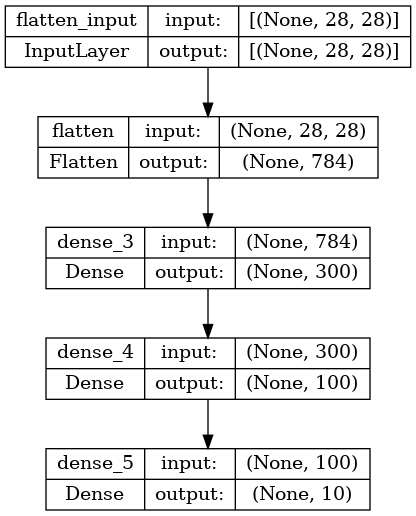 flatten_input input: [(None, 28, 28)]
InputLayer output: [(None, 28, 28)]
flatten input: (None, 28, 28)
Flatten output: (None, 784)
dense_3 input: (None, 784)
Dense output: (None, 300)
dense_4 input: (None, 300)
Dense output: (None, 100)
dense_5 input: (None, 100)
Dense output: (None, 10)